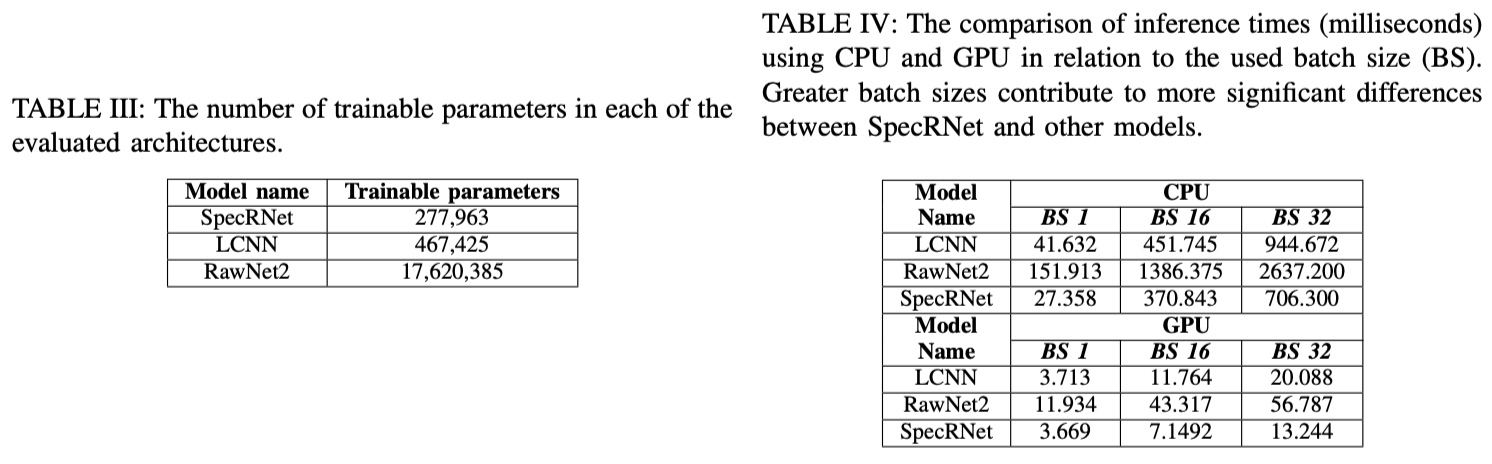 TABLE III: The number of trainable parameters in each of the
evaluated architectures.
Model name Trainable parameters
SpecRNet 277,963
LCNN 467,425
RawNet2 17,620,385
TABLE IV: The comparison of inference times (milliseconds)
using CPU and GPU in relation to the used batch size (BS).
Greater batch sizes contribute to more significant differences
between SpecRNet and other models.
Model CPU
Name BS 1 BS 16 BS 32
LCNN 41.632 451.745 944.672
RawNet2 151.913 1386.375 2637.200
SpecRNet 27.358 370.843 706.300
Model GPU
Name BS 1 BS 16 BS 32
LCNN 3.713 11.764 20.088
RawNet2 11.934 43.317 56.787
SpecRNet 3.669 7.1492 13.244